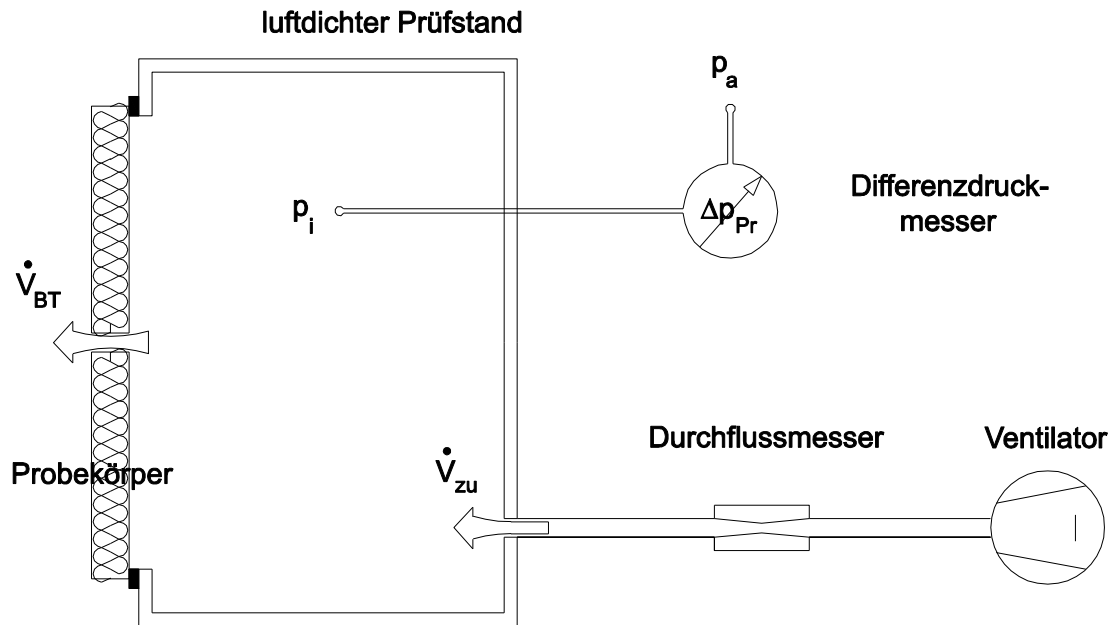 luftdichter Prüfstand
p_a
Differenzdruck-
messer
p_i
Δp_Pr
V̇_BT
Durchflussmesser
Ventilator
V̇_zu
Probekörper